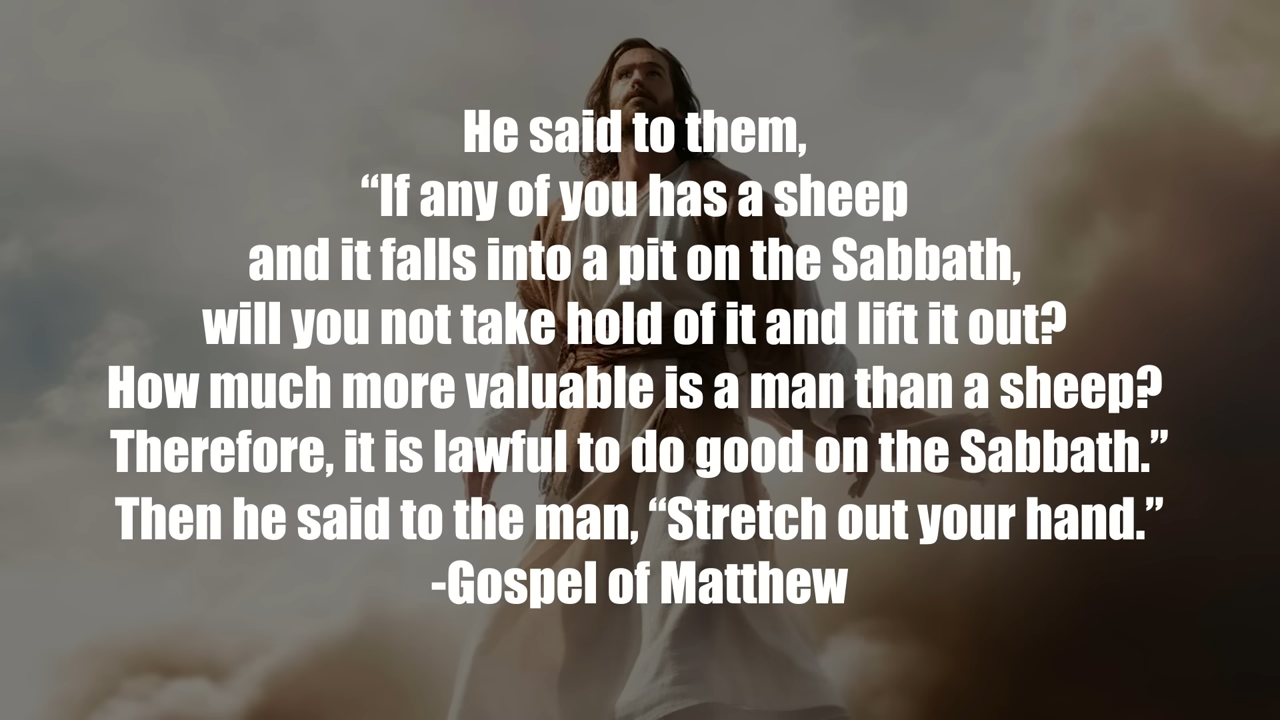 He said to them,
“If any of you has a sheep
and it falls into a pit on the Sabbath,
will you not take hold of it and lift it out?
How much more valuable is a man than a sheep?
Therefore, it is lawful to do good on the Sabbath.”
Then he said to the man, “Stretch out your hand.”
-Gospel of Matthew